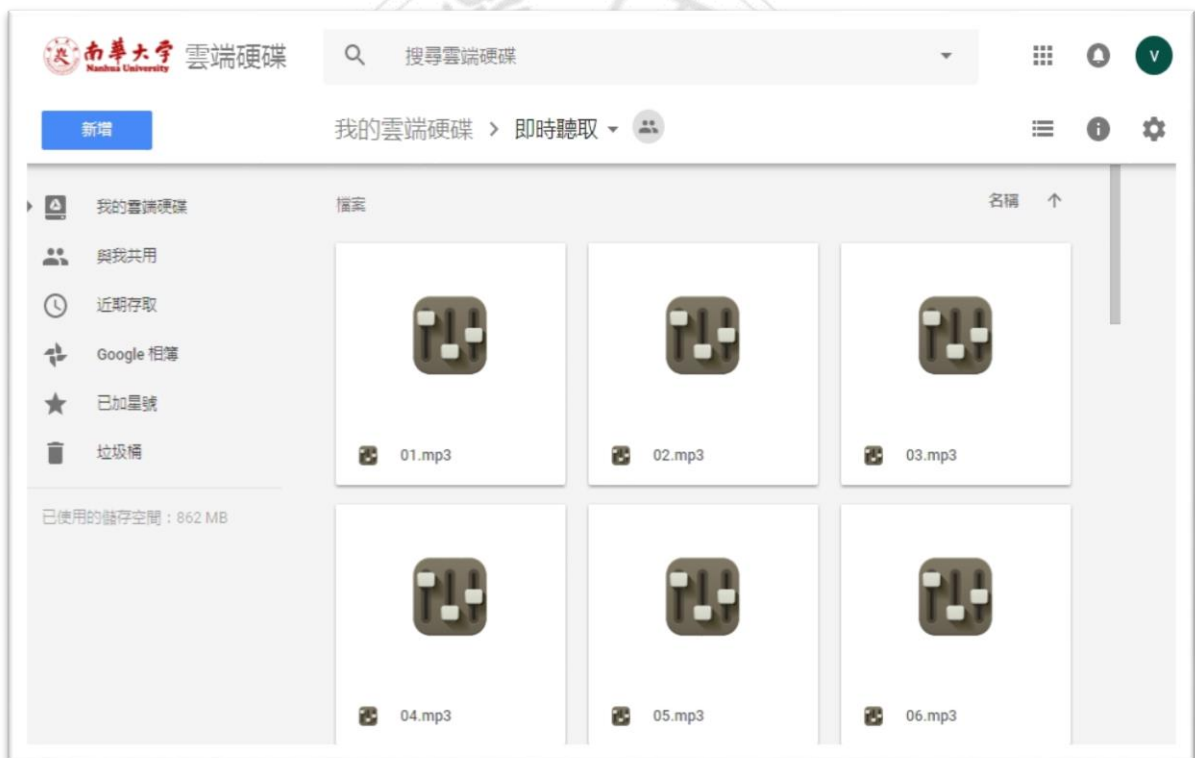 南華大學 雲端硬碟
Nanhua University
搜尋雲端硬碟
V
新增
我的雲端硬碟 > 即時聽取
我的雲端硬碟
與我共用
近期存取
Google 相簿
已加星號
垃圾桶
已使用的儲存空間：862 MB
檔案
名稱
01.mp3
02.mp3
03.mp3
04.mp3
05.mp3
06.mp3